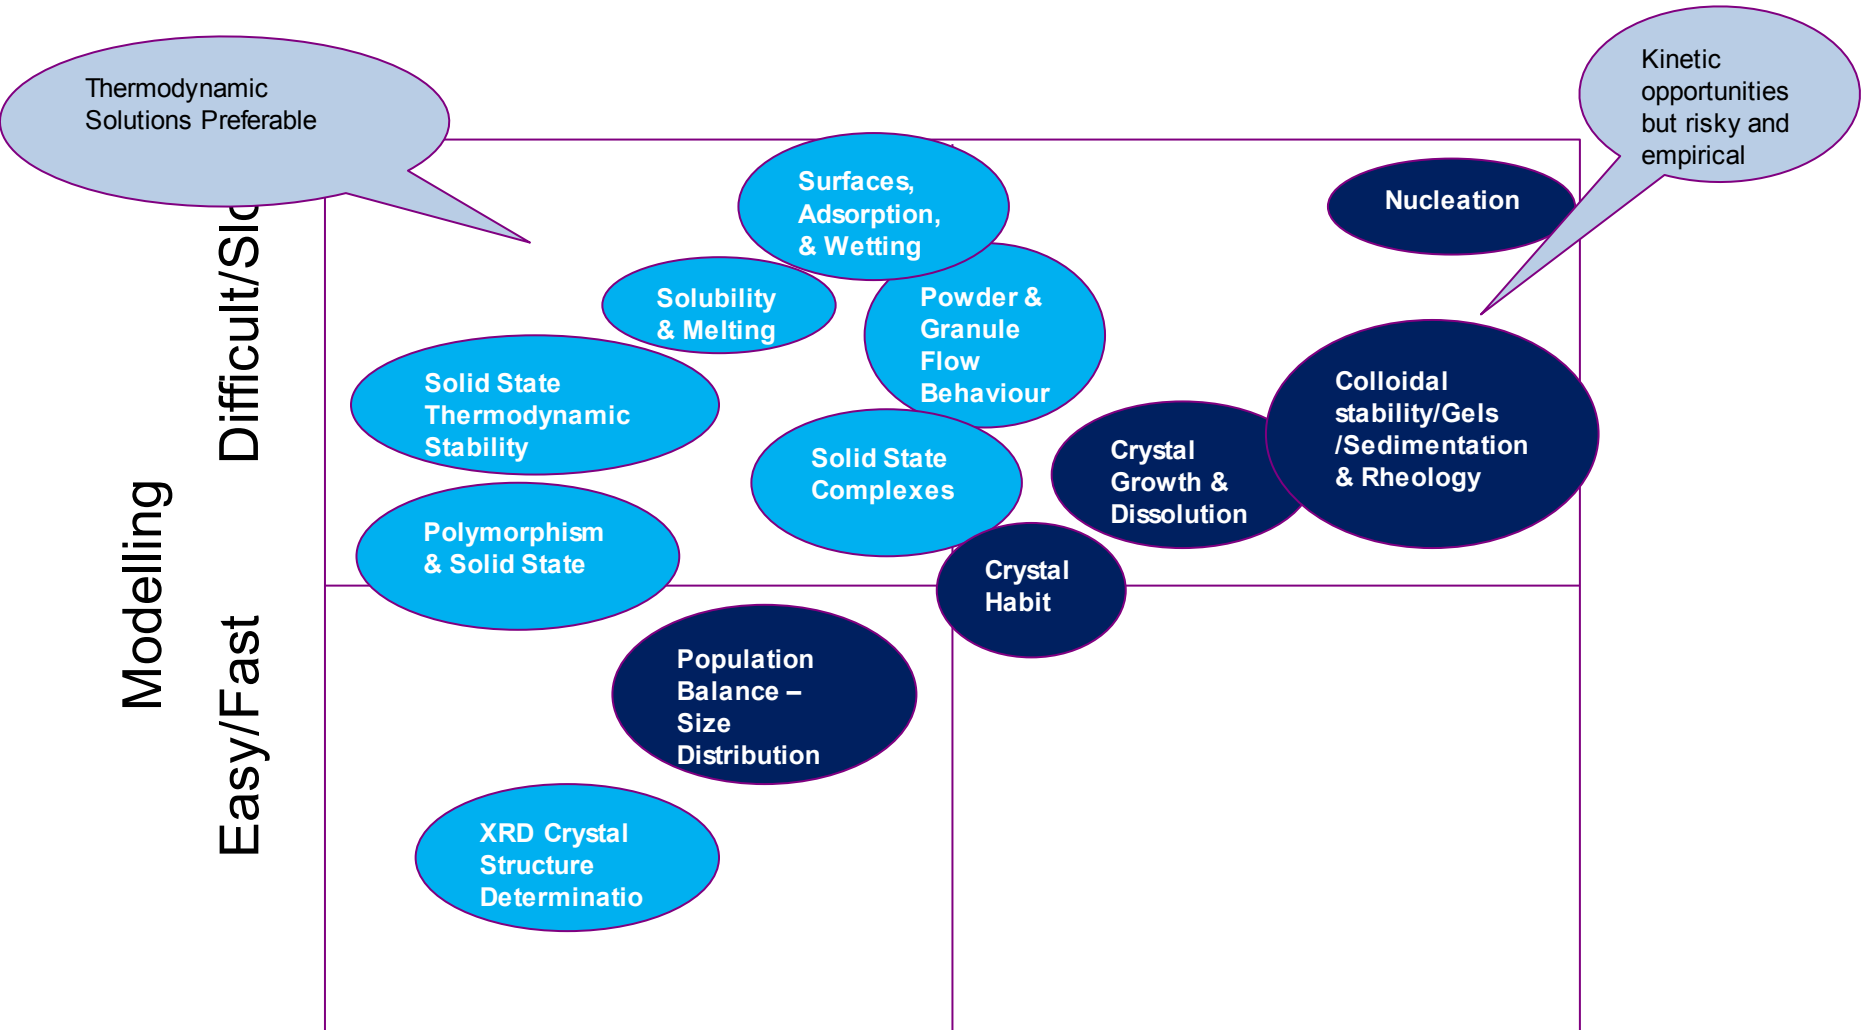 Thermodynamic
Solutions Preferable
Kinetic
opportunities
but risky and
empirical
Surfaces,
Adsorption,
& Wetting
Nucleation
Solubility
& Melting
Powder &
Granule
Flow
Behaviour
Solid State
Thermodynamic
Stability
Colloidal
stability/Gels
/Sedimentation
& Rheology
Solid State
Complexes
Crystal
Growth &
Dissolution
Polymorphism
& Solid State
Crystal
Habit
Population
Balance –
Size
Distribution
XRD Crystal
Structure
Determinatio
Modelling
Easy/Fast
Difficult/Slo